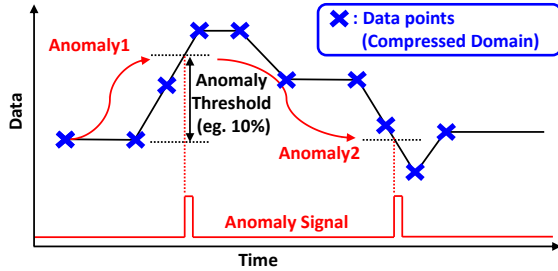 : Data points
(Compressed Domain)
Anomaly1
Anomaly
Threshold
(eg. 10%)
Anomaly2
Data
Anomaly Signal
Time